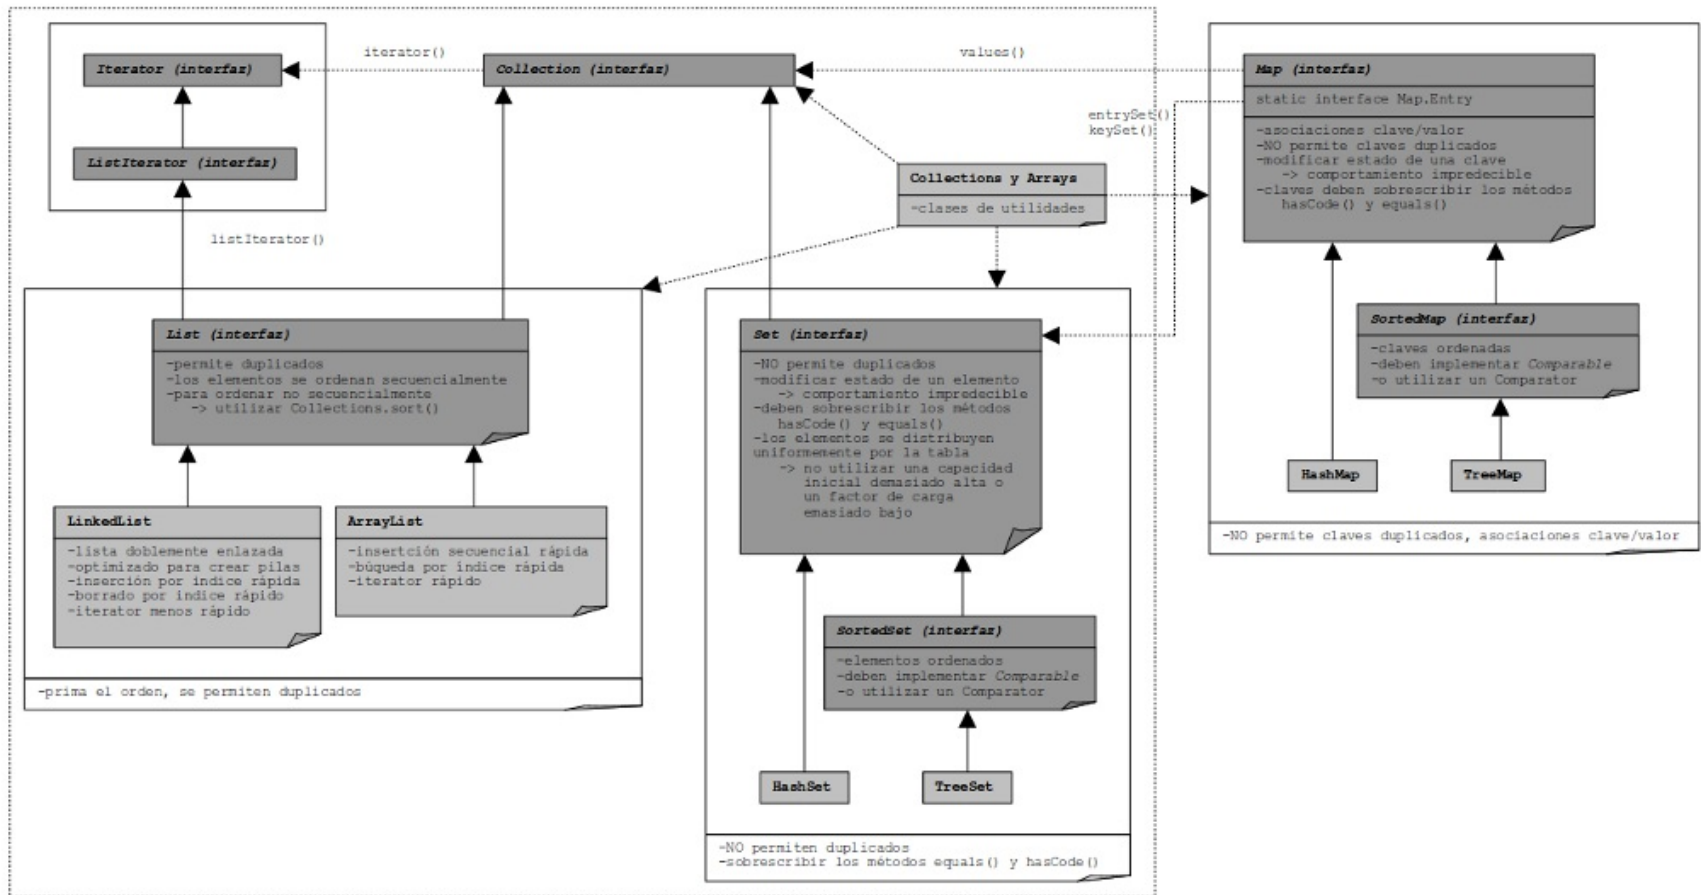 Iterator (interfaz)
iterator()
Collection (interfaz)
values()
Map (interfaz)
static interface Map.Entry
-asociaciones clave/valor
-NO permite claves duplicados
-modificar estado de una clave
-> comportamiento impredecible
-claves deben sobrescribir los métodos
hasCode() y equals()
entrySet()
keySet()
ListIterator (interfaz)
listIterator()
Collections y Arrays
-clases de utilidades
List (interfaz)
-permite duplicados
-los elementos se ordenan secuencialmente
-para ordenar no secuencialmente
-> utilizar Collections.sort()
LinkedList
-lista doblemente enlazada
-optimizado para crear pilas
-inserción por indice rápida
-borrado por indice rápido
-iterator menos rápido
ArrayList
-insertción secuencial rápida
-búqueda por indice rápida
-iterator rápido
-prima el orden, se permiten duplicados
Set (interfaz)
-NO permite duplicados
-modificar estado de un elemento
-> comportamiento impredecible
-deben sobrescribir los métodos
hasCode() y equals()
-los elementos se distribuyen
uniformemente por la tabla
-> no utilizar una capacidad
inicial demasiado alta o
un factor de carga
emasiado bajo
SortedSet (interfaz)
-elementos ordenados
-deben implementar Comparable
-o utilizar un Comparator
HashSet
TreeSet
-NO permiten duplicados
-sobrescribir los métodos equals() y hasCode()
SortedMap (interfaz)
-claves ordenadas
-deben implementar Comparable
-o utilizar un Comparator
HashMap
TreeMap
-NO permite claves duplicados, asociaciones clave/valor